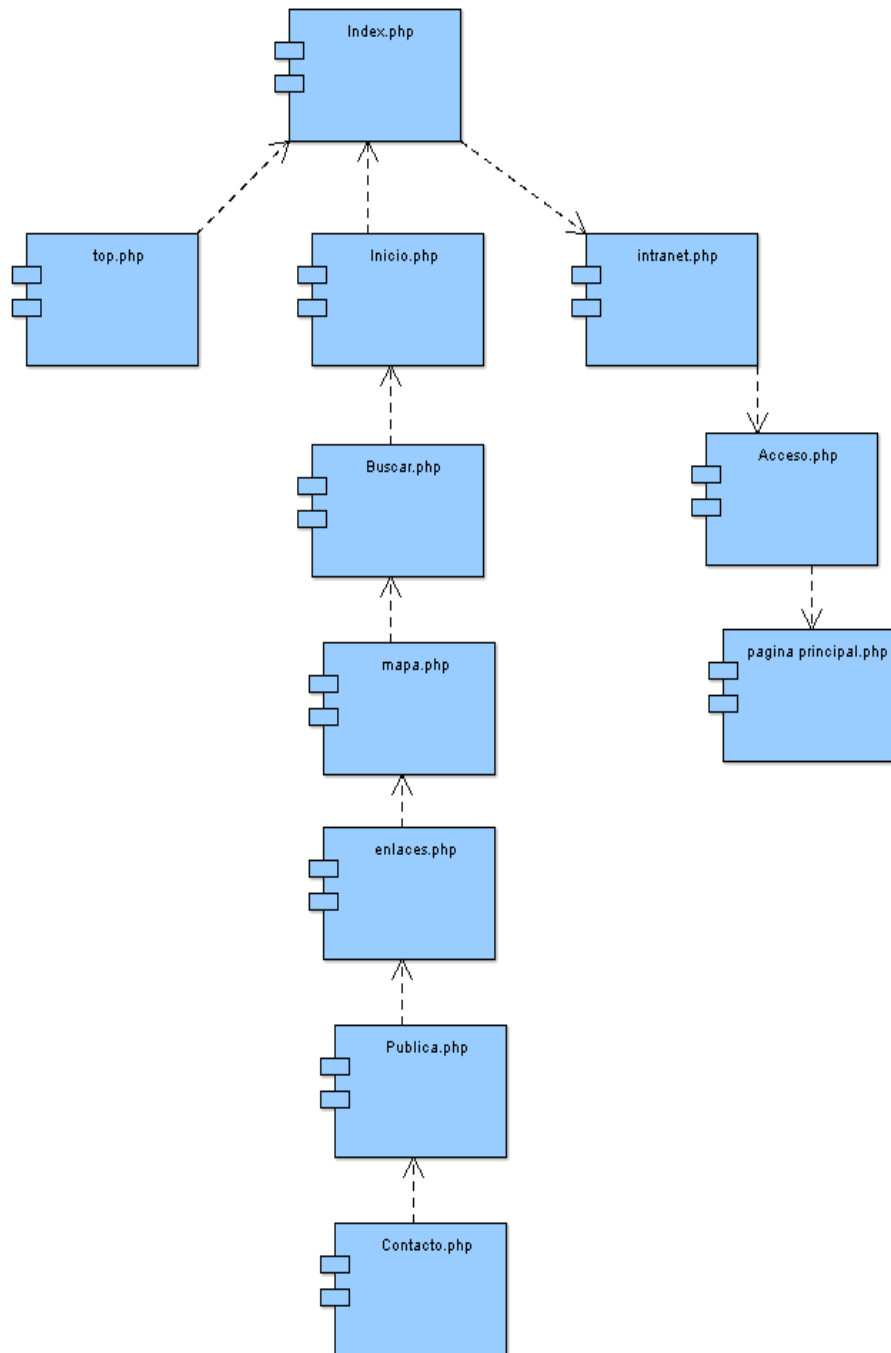 Index.php
top.php
Inicio.php
intranet.php
Buscar.php
Acceso.php
mapa.php
pagina principal.php
enlaces.php
Publica.php
Contacto.php